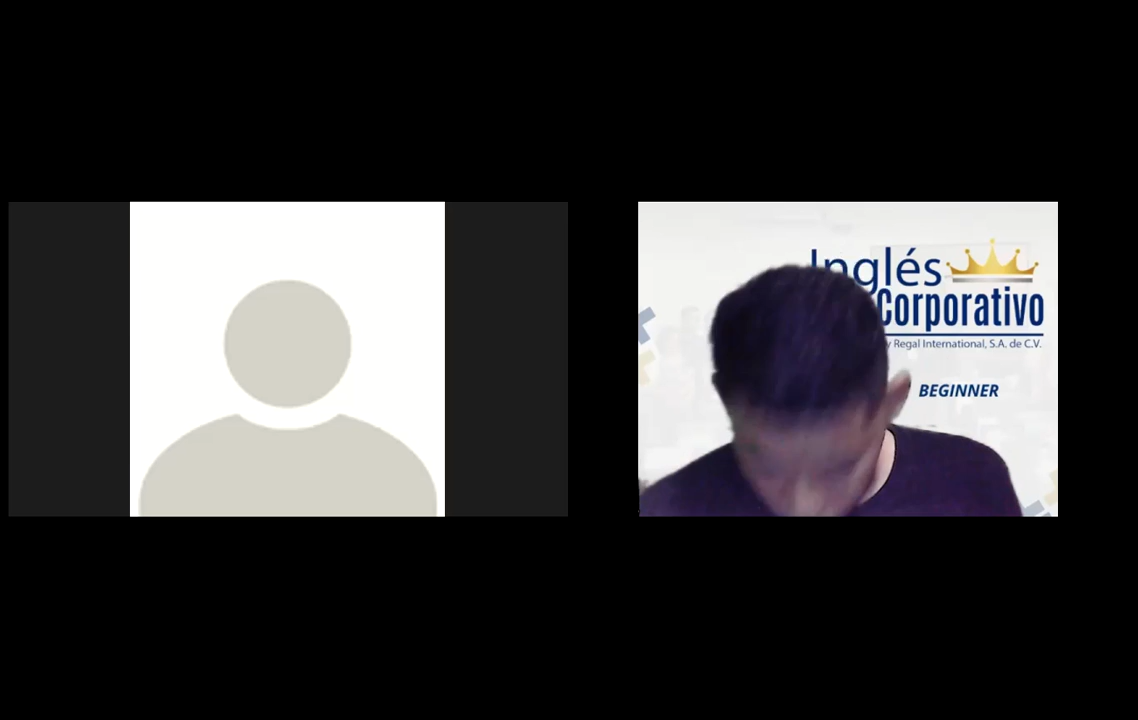 Inglés
Corporativo
y Regal International, S.A. de C.V.
BEGINNER